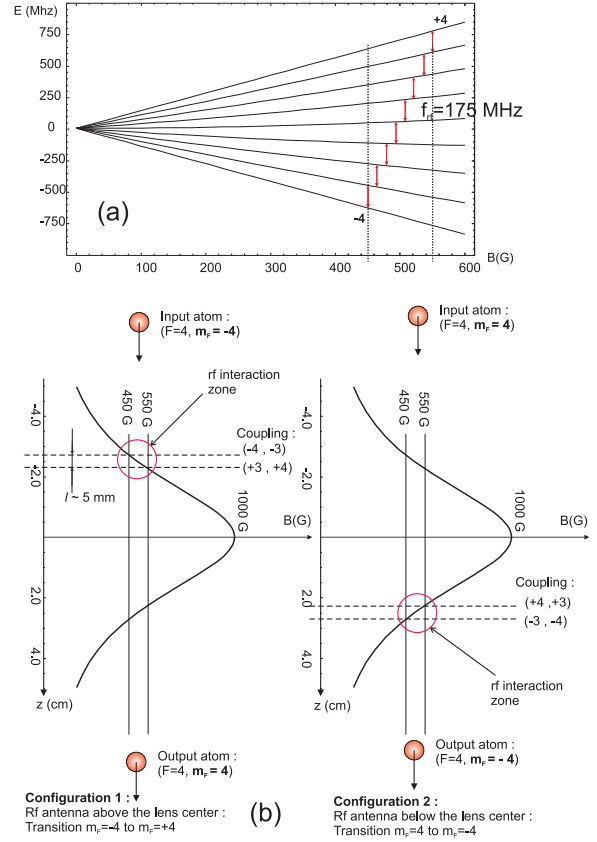 E (Mhz)
750
500
250
0
-250
-500
-750
+4
f_rf=175 MHz
-4
(a)
0
100
200
300
400
500
600
B(G)
Input atom :
(F=4, m_F = -4)
rf interaction
zone
450 G
550 G
Coupling :
(-4 , -3)
(+3 , +4)
l ~ 5 mm
1000 G
B(G)
-4.0
-2.0
2.0
4.0
z (cm)
Output atom :
(F=4, m_F = 4)
Configuration 1 :
Rf antenna above the lens center :
Transition m_F=-4 to m_F=+4
(b)
Input atom :
(F=4, m_F = 4)
450 G
550 G
1000 G
B(G)
-4.0
-2.0
2.0
4.0
Coupling :
(+4 ,+3)
(-3 , -4)
rf interaction
zone
z (cm)
Output atom :
(F=4, m_F = - 4)
Configuration 2 :
Rf antenna below the lens center :
Transition m_F=4 to m_F=-4